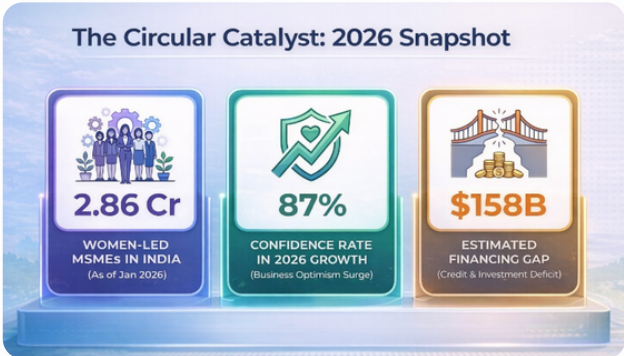 The Circular Catalyst: 2026 Snapshot
2.86 Cr
WOMEN-LED
MSMEs IN INDIA
(As of Jan 2026)
87%
CONFIDENCE RATE
IN 2026 GROWTH
(Business Optimism Surge)
$158B
ESTIMATED
FINANCING GAP
(Credit & Investment Deficit)